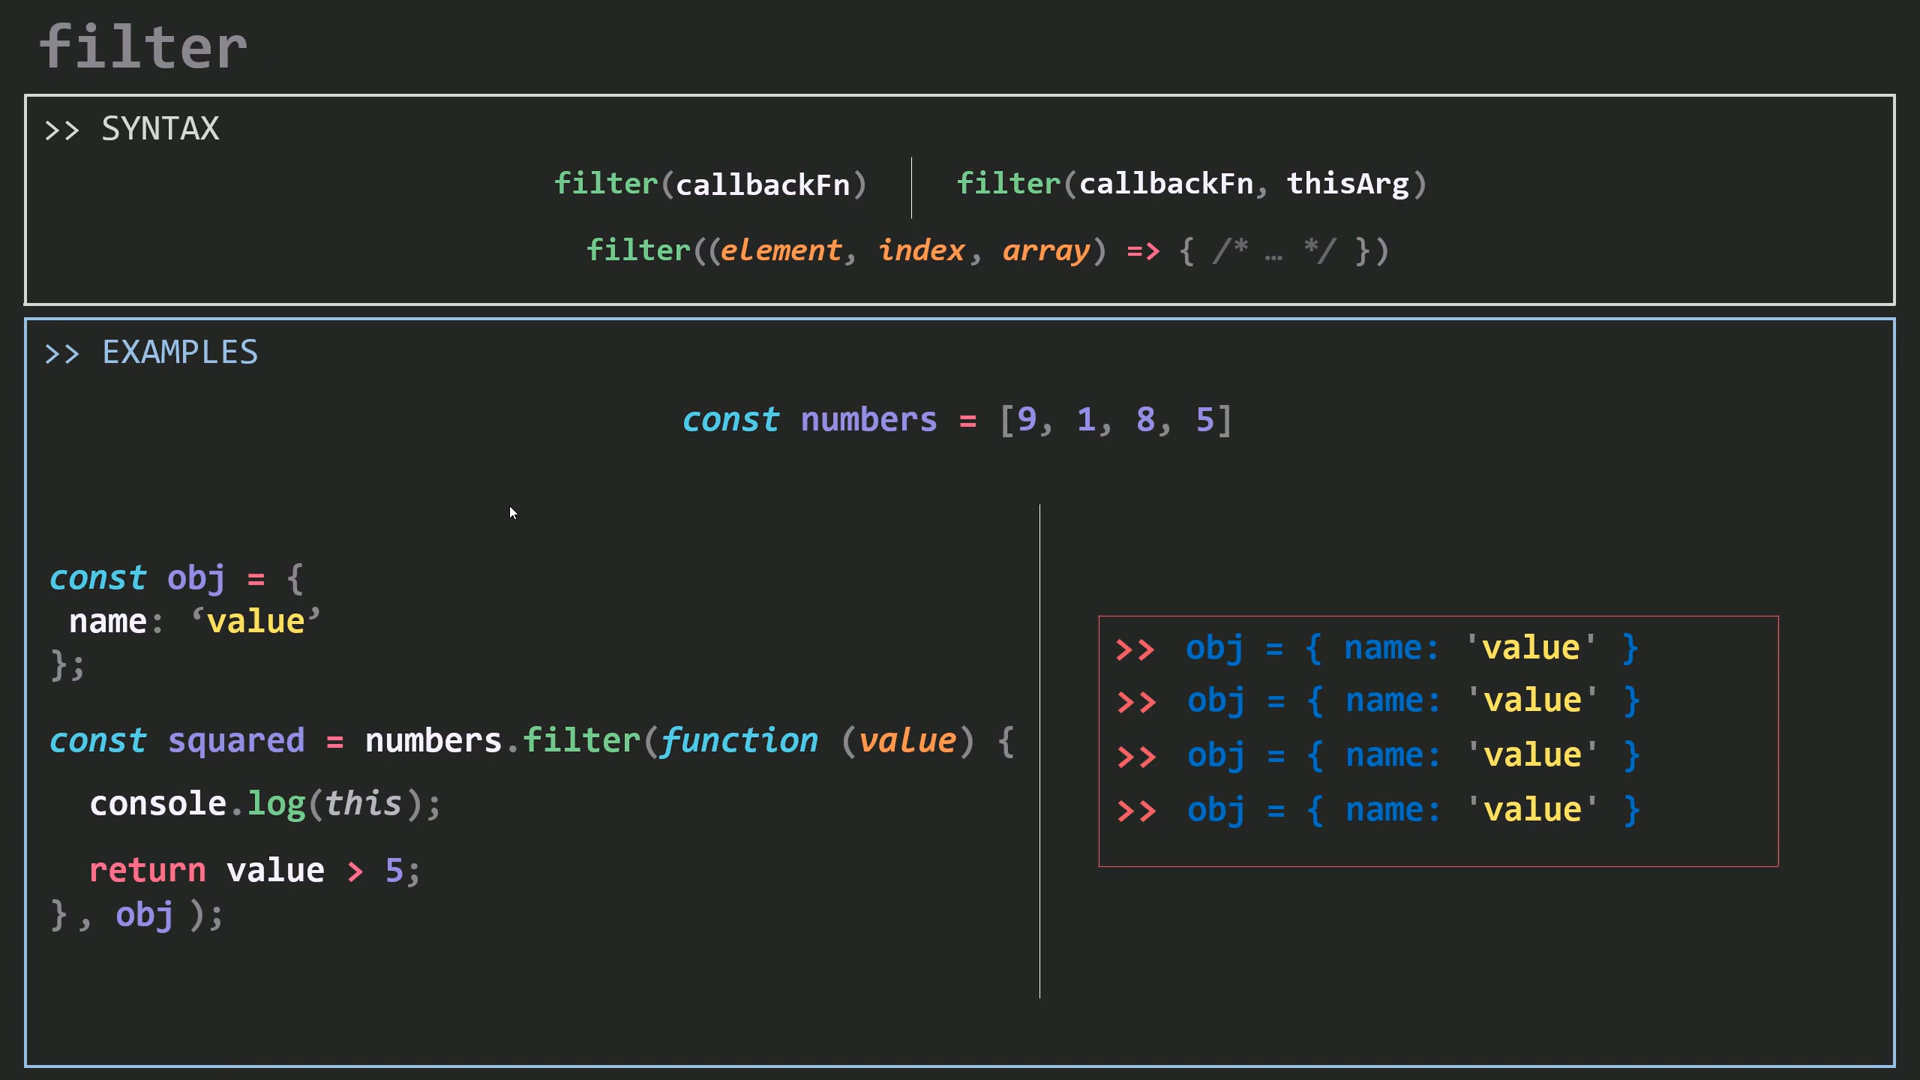 filter
>> SYNTAX
filter(callbackFn)
filter(callbackFn, thisArg)
filter((element, index, array) => { /* … */ })
>> EXAMPLES
const numbers = [9, 1, 8, 5]
const obj = {
name: ‘value’
};
const squared = numbers.filter(function (value) {
console.log(this);
return value > 5;
}, obj );
>> obj = { name: 'value' }
>> obj = { name: 'value' }
>> obj = { name: 'value' }
>> obj = { name: 'value' }